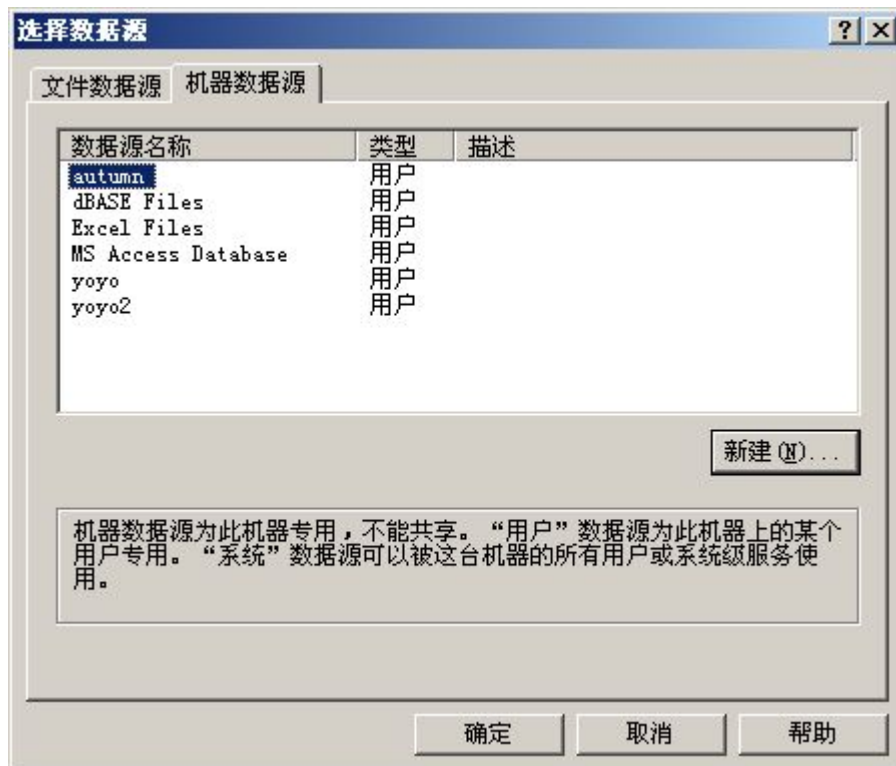 选择数据源
文件数据源 机器数据源
数据源名称 类型 描述
autumn 用户
dBASE Files 用户
Excel Files 用户
MS Access Database 用户
yoyo 用户
yoyo2 用户
新建(N)...
机器数据源为此机器专用，不能共享。“用户”数据源为此机器上的某个
用户专用。“系统”数据源可以被这台机器的所有用户或系统级服务使
用。
确定 取消 帮助